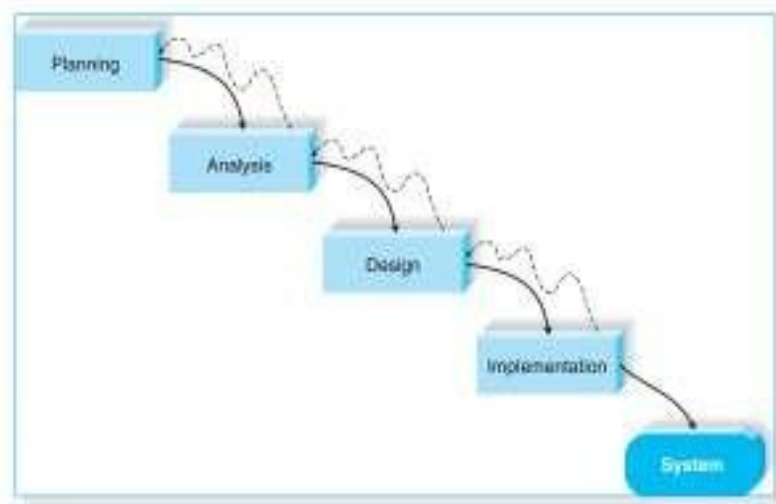 Planning
Analysis
Design
Implementation
System